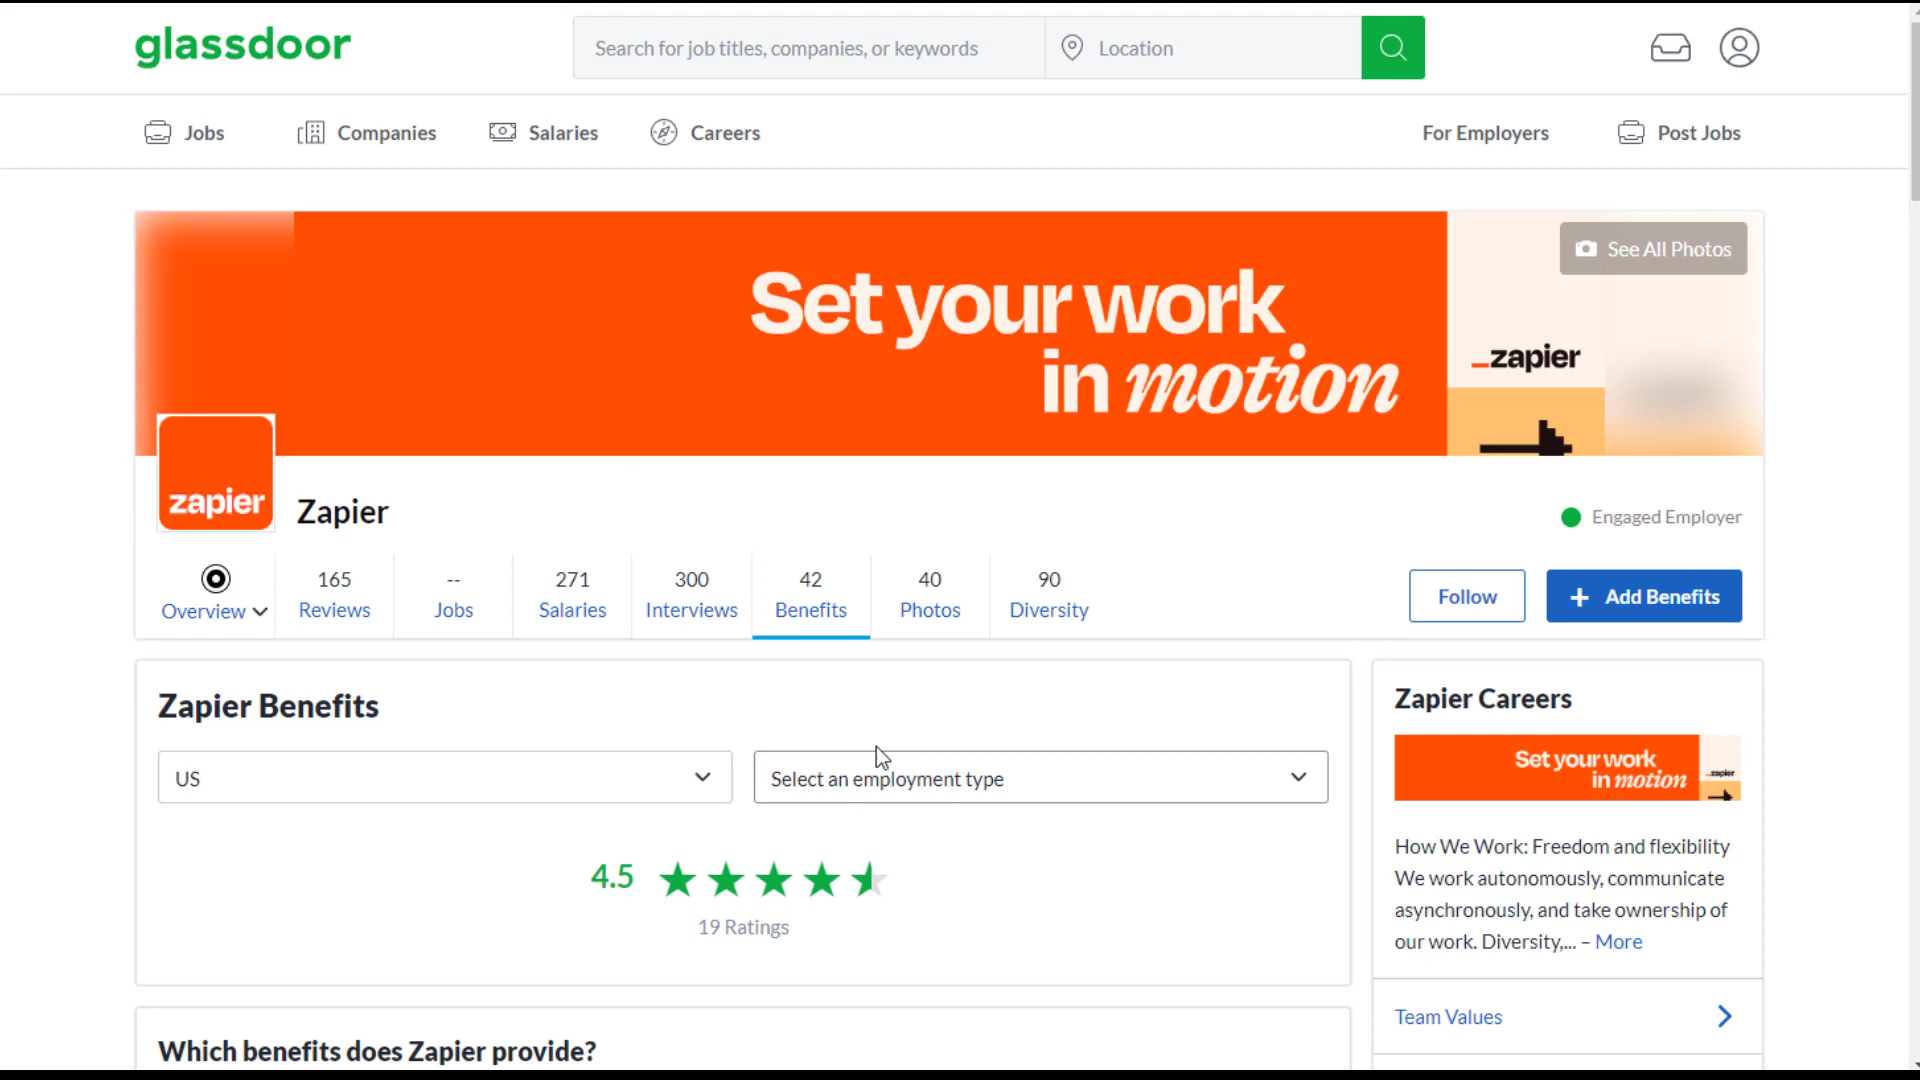 glassdoor
Search for job titles, companies, or keywords
Location
Jobs
Companies
Salaries
Careers
For Employers
Post Jobs
See All Photos
Set your work
in motion
zapier
zapier
Zapier
Engaged Employer
Overview
165
Reviews
--
Jobs
271
Salaries
300
Interviews
42
Benefits
40
Photos
90
Diversity
Follow
+ Add Benefits
Zapier Benefits
US
Select an employment type
4.5
19 Ratings
Which benefits does Zapier provide?
Zapier Careers
Set your work
in motion
zapier
How We Work: Freedom and flexibility
We work autonomously, communicate
asynchronously, and take ownership of
our work. Diversity,... – More
Team Values